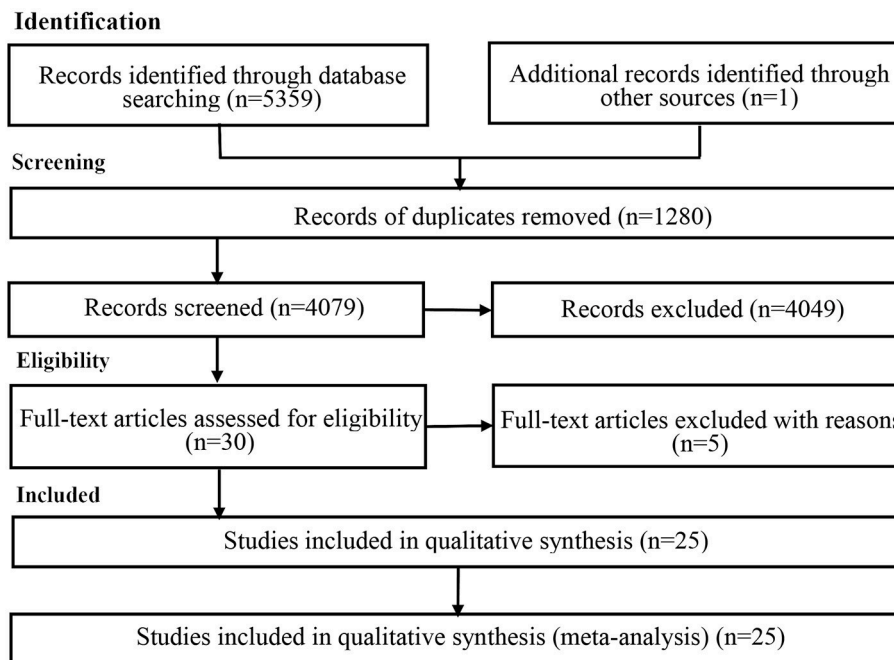 Identification
Records identified through database
searching (n=5359)
Additional records identified through
other sources (n=1)
Screening
Records of duplicates removed (n=1280)
Records screened (n=4079)
Records excluded (n=4049)
Eligibility
Full-text articles assessed for eligibility
(n=30)
Full-text articles excluded with reasons
(n=5)
Included
Studies included in qualitative synthesis (n=25)
Studies included in qualitative synthesis (meta-analysis) (n=25)